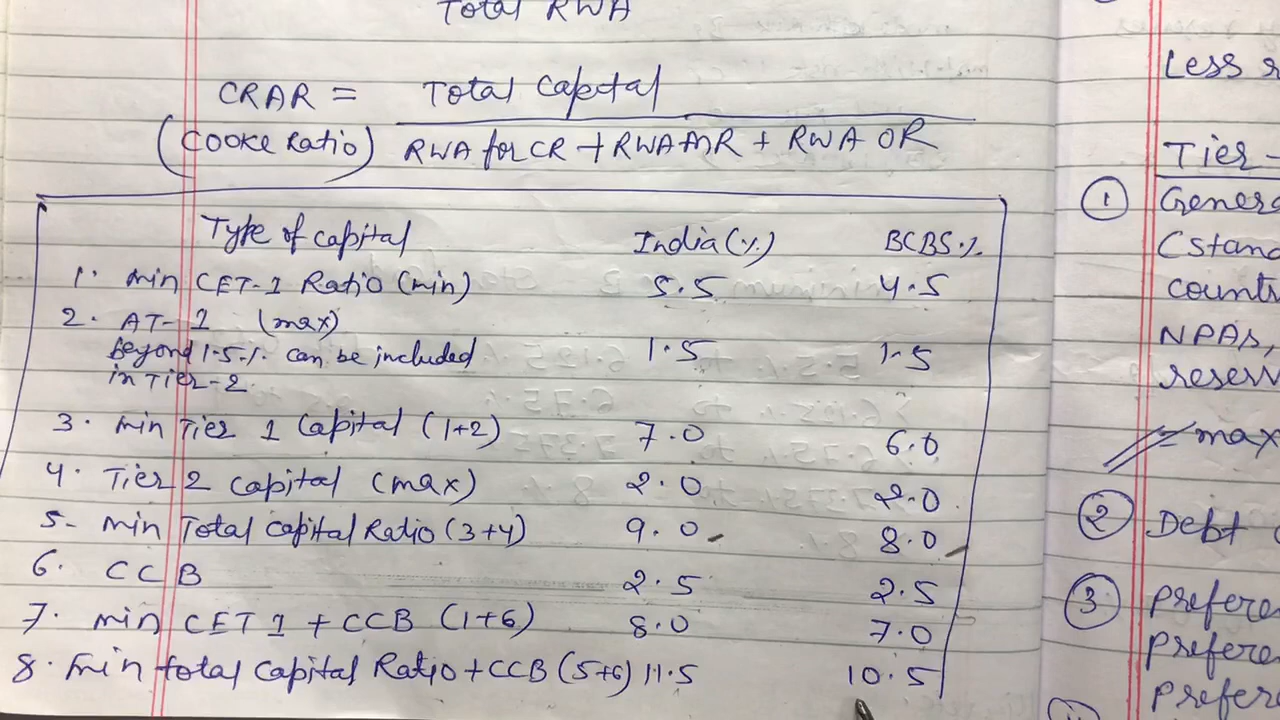 Total RWA
CRAR = Total Capital
(COOKE Ratio) RWA for CR + RWA MR + RWA OR
Type of capital India (%) BCBS %
1. Min CET-1 Ratio (min) 5.5 4.5
2. AT-1 (max)
Beyond 1.5% can be included 1.5 1.5
in Tier-2.
3. Min Tier 1 Capital (1+2) 7.0 6.0
4. Tier 2 Capital (max) 2.0 2.0
5- Min Total Capital Ratio (3+4) 9.0 8.0
6. CCB 2.5 2.5
7. Min CET 1 + CCB (1+6) 8.0 7.0
8. Min total Capital Ratio + CCB (5+6) 11.5 10.5
Less
Tier-
① Genera
(stand
countr
NPAs,
reserv
max
② Debt
③ Prefere
Prefere
Prefere